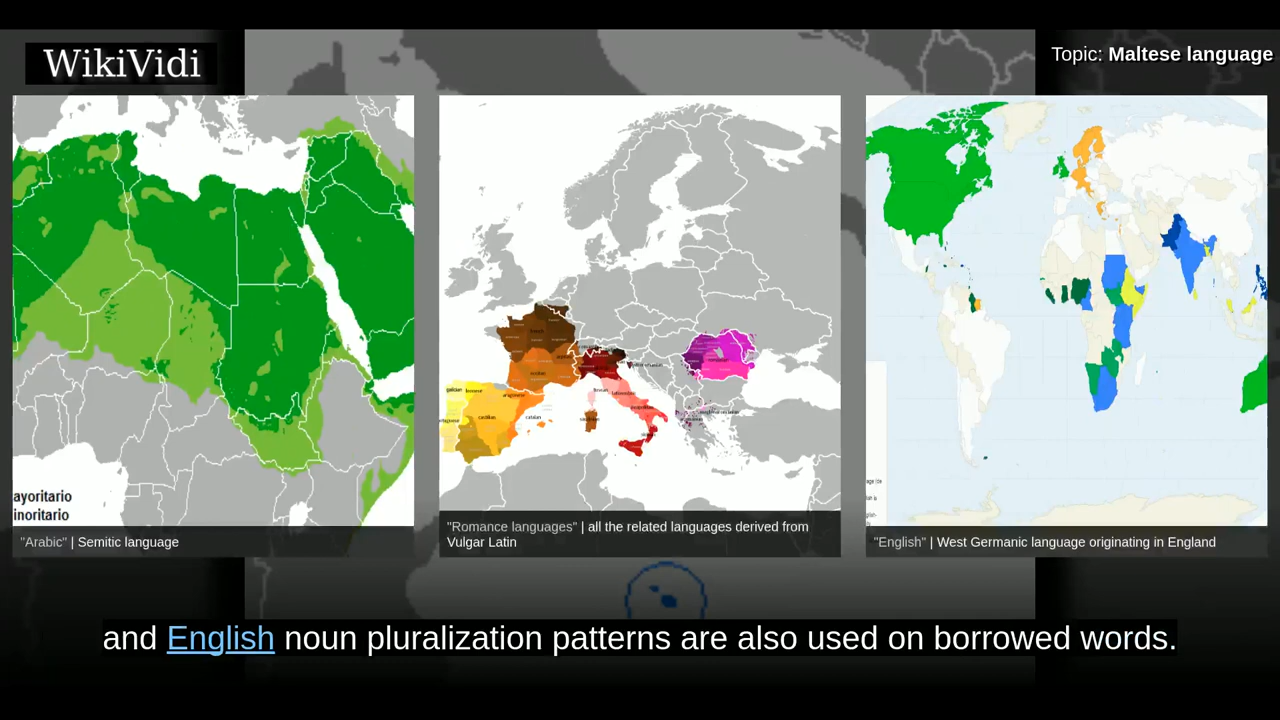 WikiVidi
Topic: Maltese language
ayoritario
inoritario
"Arabic" | Semitic language
"Romance languages" | all the related languages derived from
Vulgar Latin
"English" | West Germanic language originating in England
and English noun pluralization patterns are also used on borrowed words.